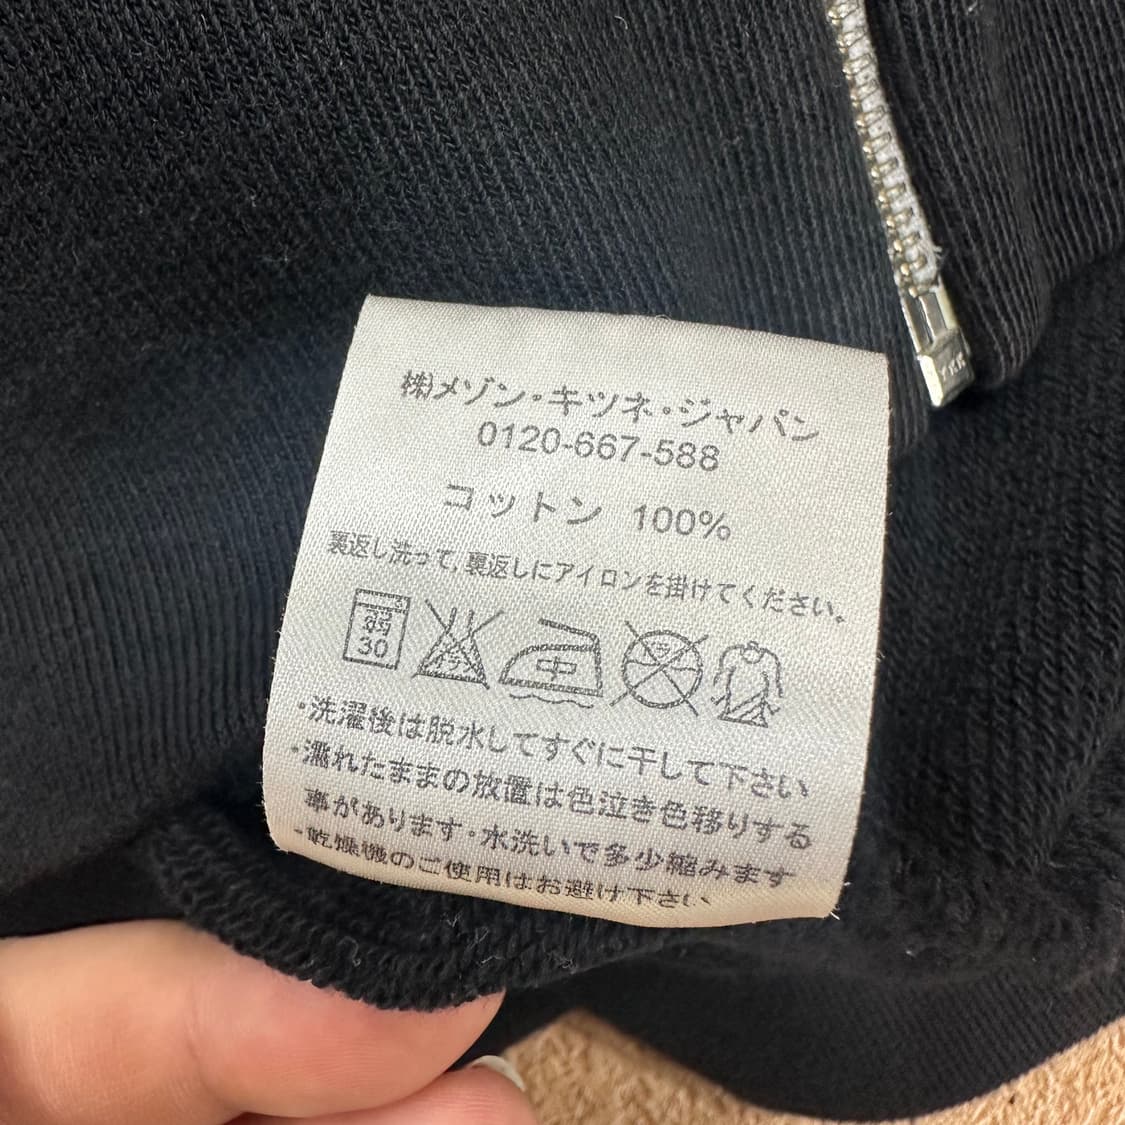 ㈱メゾン・キツネ・ジャパン
0120-667-588
コットン 100%
裏返し洗って,裏返しにアイロンを掛けてください。
弱
30
中
・洗濯後は脱水してすぐに干して下さい
・濡れたままの放置は色泣き色移りする
事があります・水洗いで多少縮みます
・乾燥機のご使用はお避け下さい
YKK